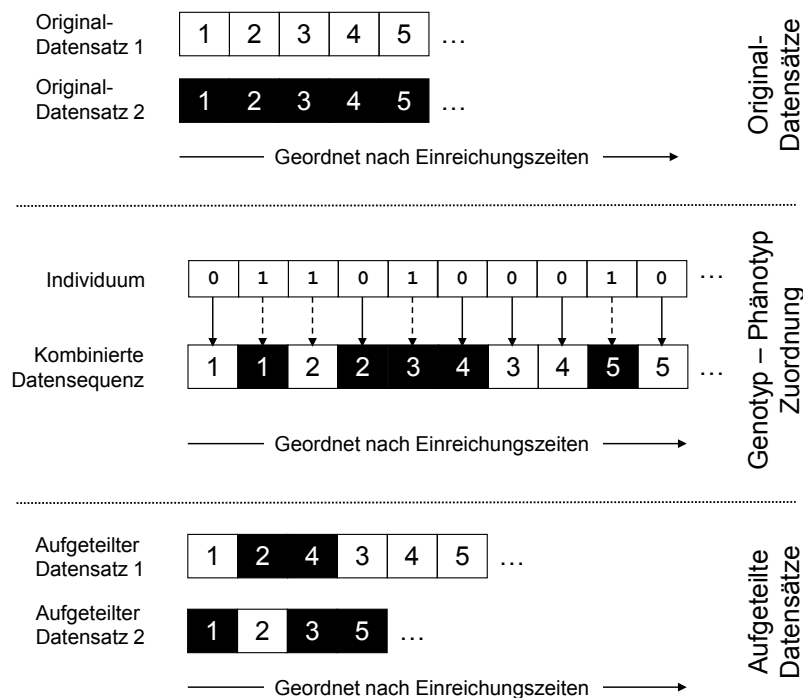 Original-
Datensatz 1
1 2 3 4 5 …
Original-
Datensatz 2
1 2 3 4 5 …
Geordnet nach Einreichungszeiten
Original-
Datensätze
Individuum
0 1 1 0 1 0 0 0 1 0 …
Kombinierte
Datensequenz
1 1 2 2 3 4 3 4 5 5 …
Geordnet nach Einreichungszeiten
Genotyp – Phänotyp
Zuordnung
Aufgeteilter
Datensatz 1
1 2 4 3 4 5 …
Aufgeteilter
Datensatz 2
1 2 3 5 …
Geordnet nach Einreichungszeiten
Aufgeteilte
Datensätze